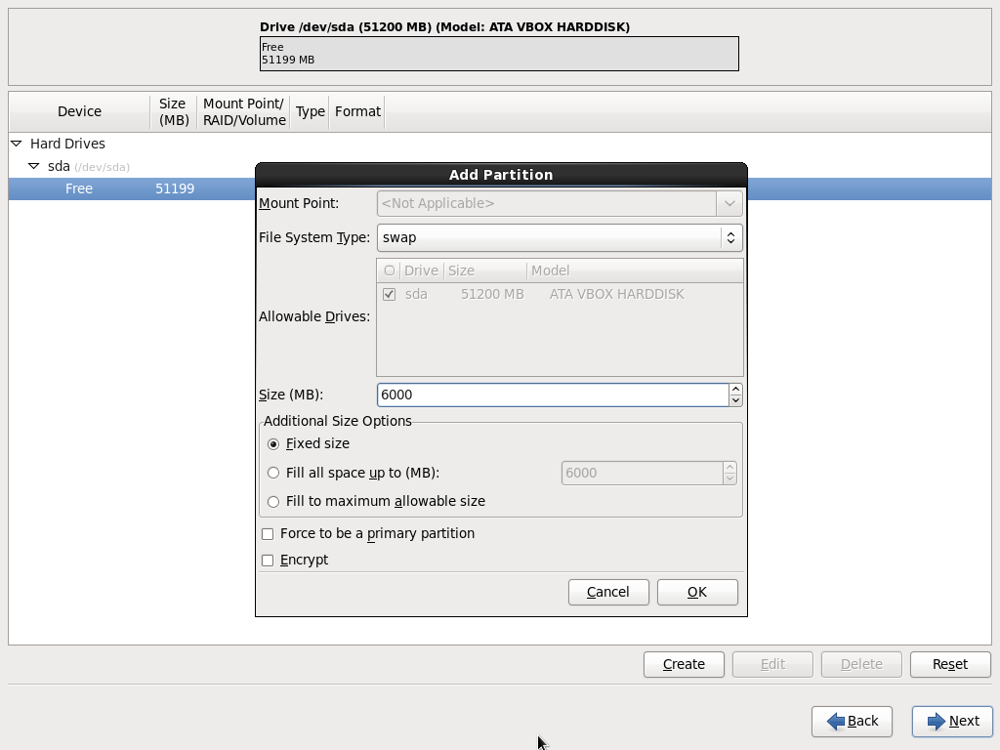 Drive /dev/sda (51200 MB) (Model: ATA VBOX HARDDISK)
Free
51199 MB
Device
Size (MB)
Mount Point/ RAID/Volume
Type
Format
Hard Drives
sda (/dev/sda)
Free 51199
Add Partition
Mount Point: <Not Applicable>
File System Type: swap
Drive Size Model
sda 51200 MB ATA VBOX HARDDISK
Allowable Drives:
Size (MB): 6000
Additional Size Options
Fixed size
Fill all space up to (MB): 6000
Fill to maximum allowable size
Force to be a primary partition
Encrypt
Cancel OK
Create Edit Delete Reset
Back Next